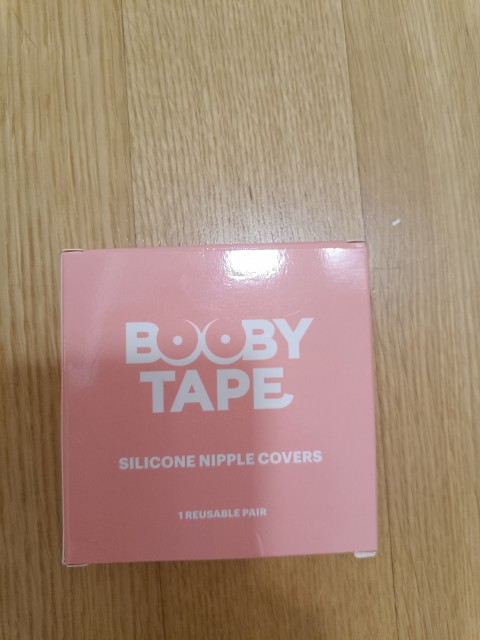 BOOBY
TAPE
SILICONE NIPPLE COVERS
1 REUSABLE PAIR